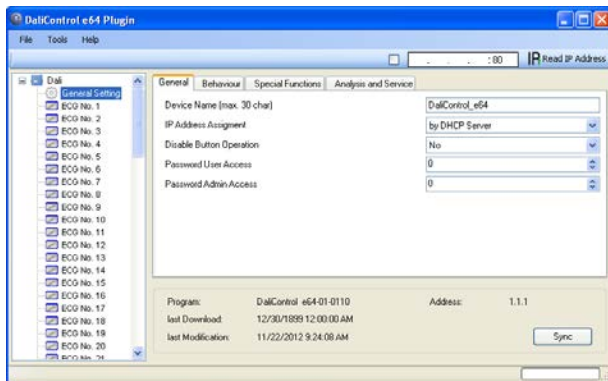 DaliControl e64 Plugin
File Tools Help
. . . :80 IP Read IP Address
Dali
General Setting
ECG No. 1
ECG No. 2
ECG No. 3
ECG No. 4
ECG No. 5
ECG No. 6
ECG No. 7
ECG No. 8
ECG No. 9
ECG No. 10
ECG No. 11
ECG No. 12
ECG No. 13
ECG No. 14
ECG No. 15
ECG No. 16
ECG No. 17
ECG No. 18
ECG No. 19
ECG No. 20
ECG No. 21
General Behaviour Special Functions Analysis and Service
Device Name (max. 30 char) DaliControl_e64
IP Address Assigment by DHCP Server
Disable Button Operation No
Password User Access 0
Password Admin Access 0
Program: DaliControl e64-01-0110 Address: 1.1.1
last Download: 12/30/1899 12:00:00 AM
last Modification: 11/22/2012 9:24:08 AM Sync